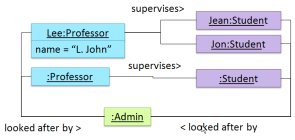 supervises>
Lee:Professor
Jean:Student
name = "L. John"
Jon:Student
supervises>
:Professor
:Student
:Admin
looked after by >
< looked after by